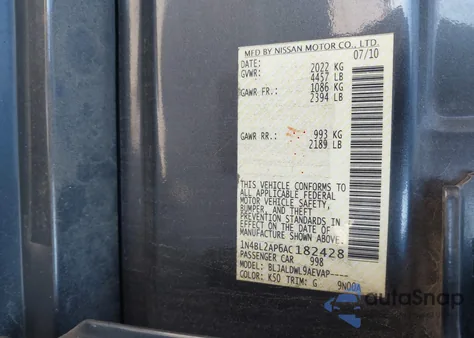 MFD BY NISSAN MOTOR CO., LTD.
DATE: 07/10
GVWR: 2022 KG
4457 LB
GAWR FR.: 1086 KG
2394 LB
GAWR RR.: 993 KG
2189 LB
THIS VEHICLE CONFORMS TO
ALL APPLICABLE FEDERAL
MOTOR VEHICLE SAFETY,
BUMPER, AND THEFT
PREVENTION STANDARDS IN
EFFECT ON THE DATE OF
MANUFACTURE SHOWN ABOVE.
1N4BL2AP6AC182428
PASSENGER CAR 998
BLJALDWL9AEVAP----
COLOR: K50 TRIM: G 9N00A
autoSnap